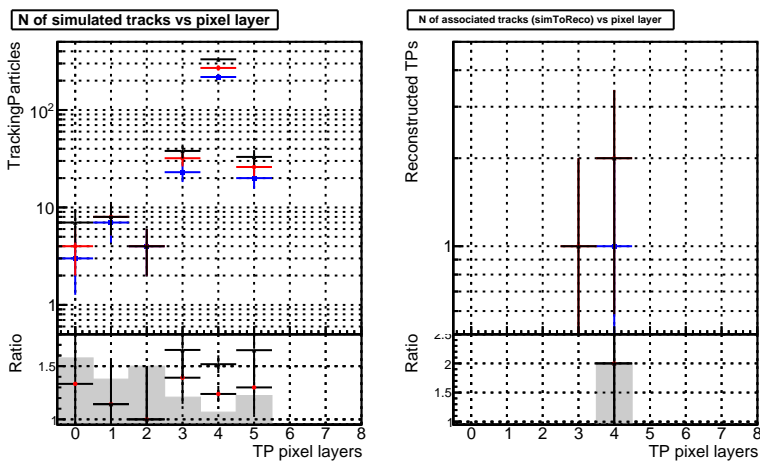 N of simulated tracks vs pixel layer
TrackingParticles
10²
10
1
Ratio
1.5
1
0 1 2 3 4 5 6 7 8
TP pixel layers
N of associated tracks (simToReco) vs pixel layer
Reconstructed TPs
1
Ratio
2.5
2
1.5
1
0 1 2 3 4 5 6 7 8
TP pixel layers